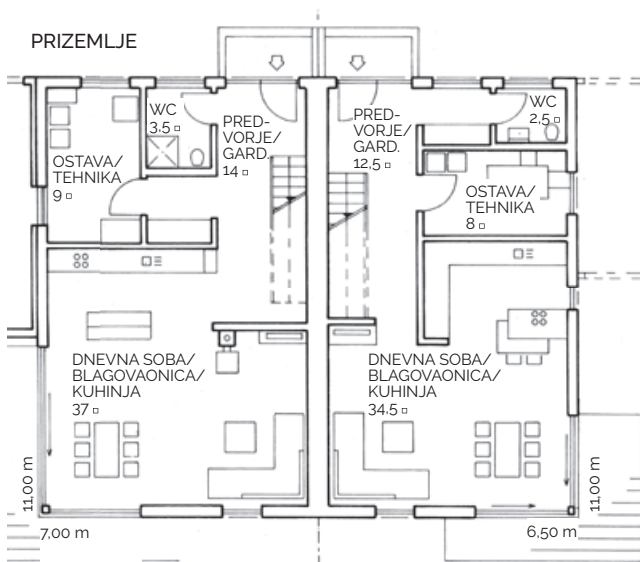 PRIZEMLJE
WC
3,5 □
PRED-
VORJE/
GARD.
14 □
OSTAVA/
TEHNIKA
9 □
DNEVNA SOBA/
BLAGOVAONICA/
KUHINJA
37 □
11,00 m
7,00 m
PRED-
VORJE/
GARD.
12,5 □
WC
2,5 □
OSTAVA/
TEHNIKA
8 □
DNEVNA SOBA/
BLAGOVAONICA/
KUHINJA
34,5 □
11,00 m
6,50 m